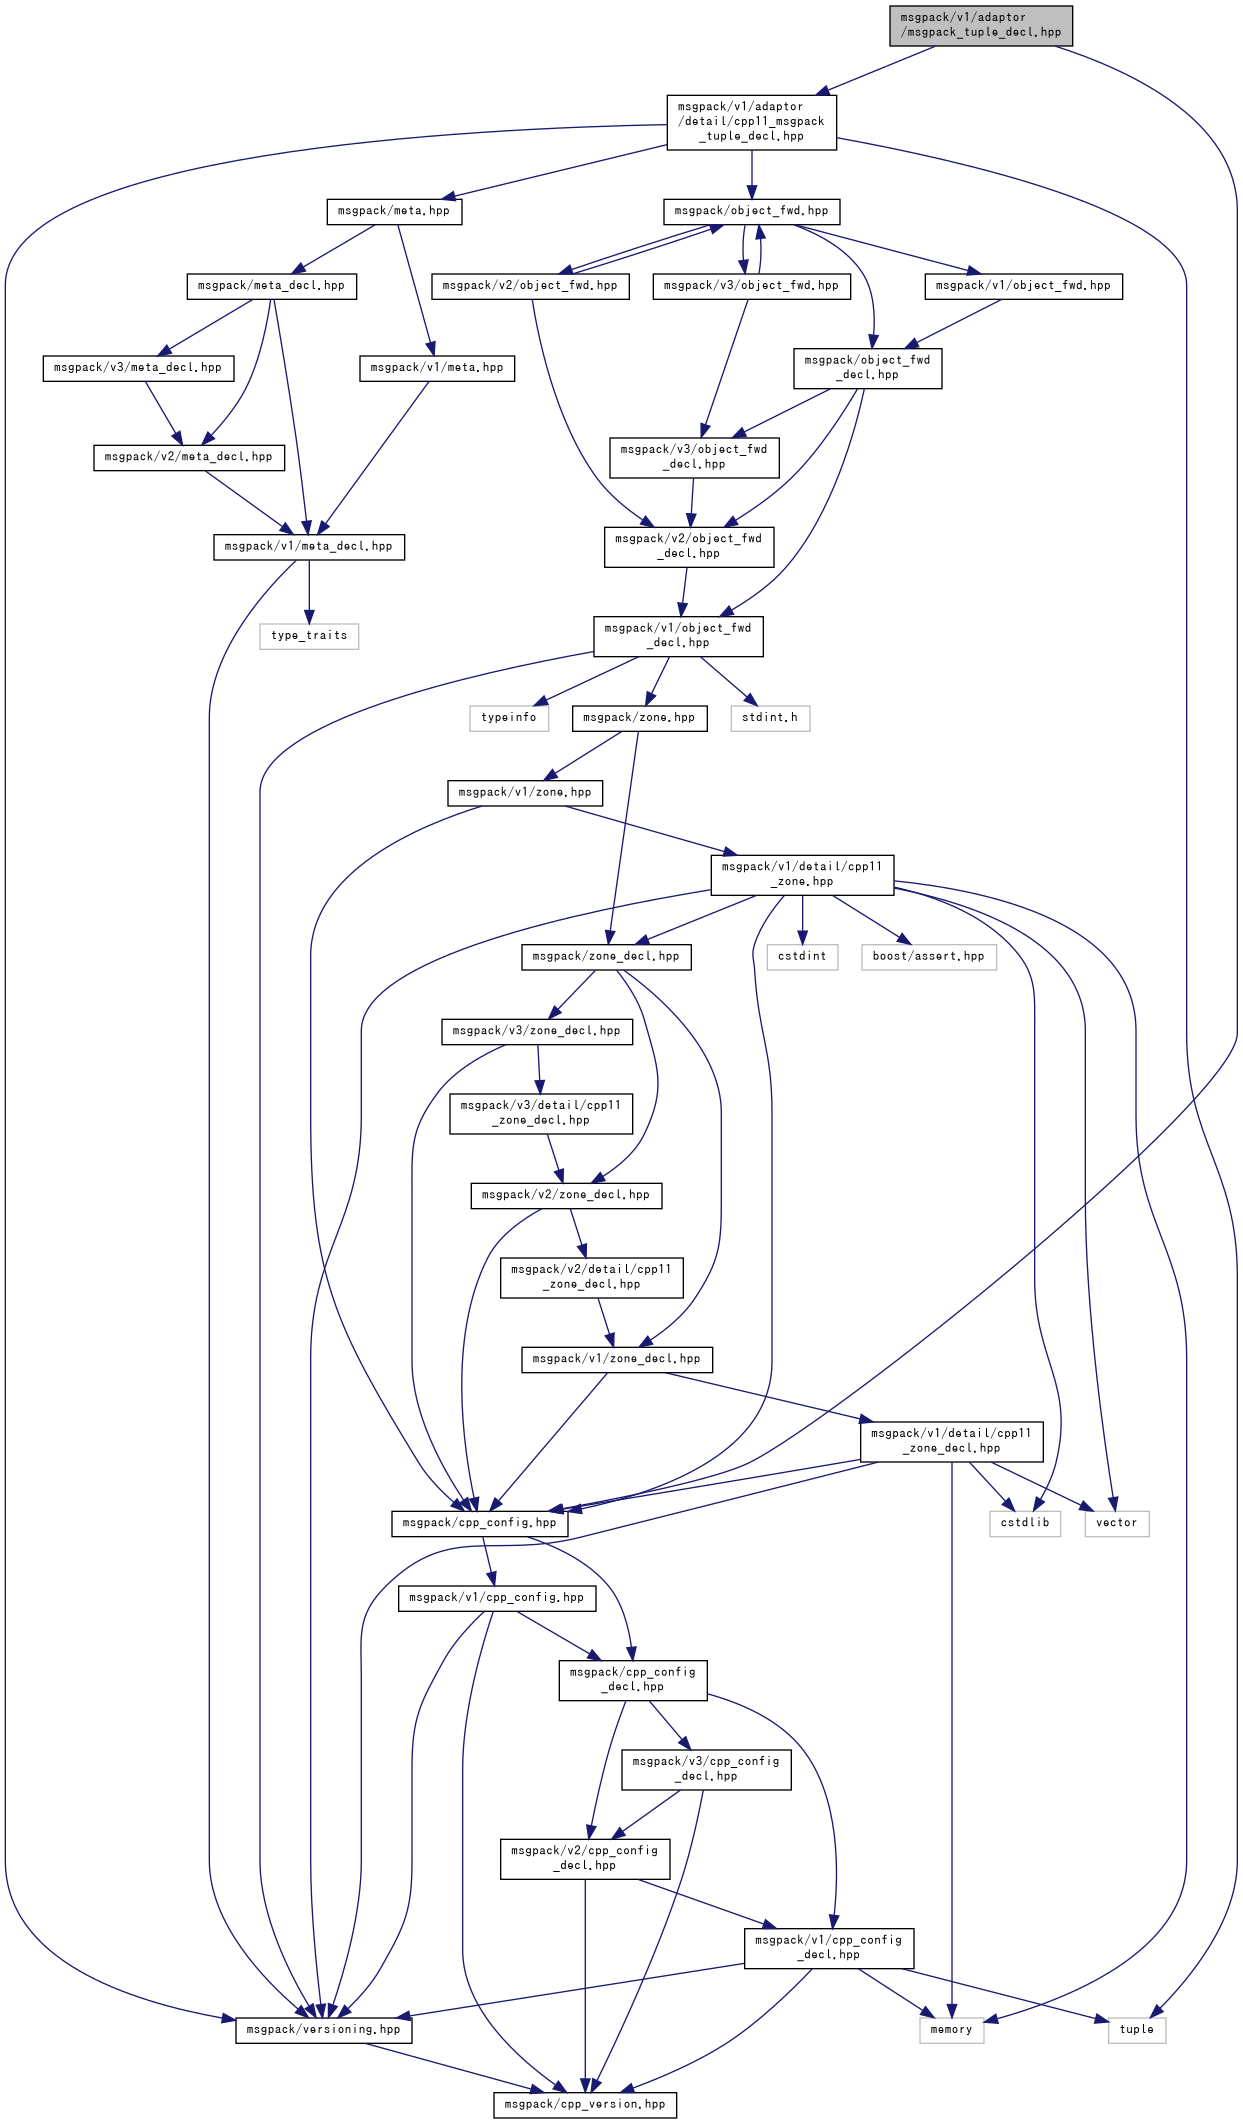 msgpack/v1/adaptor
/msgpack_tuple_decl.hpp
msgpack/v1/adaptor
/detail/cpp11_msgpack
_tuple_decl.hpp
msgpack/meta.hpp
msgpack/object_fwd.hpp
msgpack/meta_decl.hpp
msgpack/v2/object_fwd.hpp
msgpack/v3/object_fwd.hpp
msgpack/v1/object_fwd.hpp
msgpack/v3/meta_decl.hpp
msgpack/v1/meta.hpp
msgpack/object_fwd
_decl.hpp
msgpack/v2/meta_decl.hpp
msgpack/v3/object_fwd
_decl.hpp
msgpack/v1/meta_decl.hpp
msgpack/v2/object_fwd
_decl.hpp
type_traits
msgpack/v1/object_fwd
_decl.hpp
typeinfo
msgpack/zone.hpp
stdint.h
msgpack/v1/zone.hpp
msgpack/v1/detail/cpp11
_zone.hpp
msgpack/zone_decl.hpp
cstdint
boost/assert.hpp
msgpack/v3/zone_decl.hpp
msgpack/v3/detail/cpp11
_zone_decl.hpp
msgpack/v2/zone_decl.hpp
msgpack/v2/detail/cpp11
_zone_decl.hpp
msgpack/v1/zone_decl.hpp
msgpack/v1/detail/cpp11
_zone_decl.hpp
msgpack/cpp_config.hpp
cstdlib
vector
msgpack/v1/cpp_config.hpp
msgpack/cpp_config
_decl.hpp
msgpack/v3/cpp_config
_decl.hpp
msgpack/v2/cpp_config
_decl.hpp
msgpack/v1/cpp_config
_decl.hpp
msgpack/versioning.hpp
memory
tuple
msgpack/cpp_version.hpp